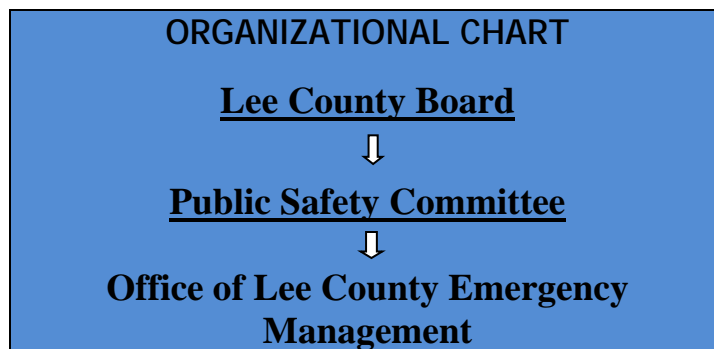 ORGANIZATIONAL CHART
Lee County Board
Public Safety Committee
Office of Lee County Emergency
Management